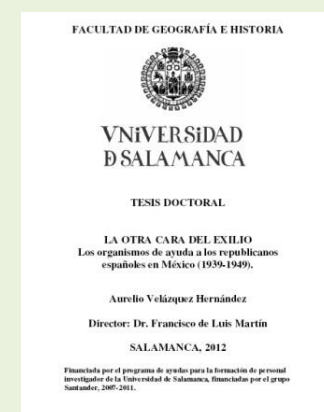 FACULTAD DE GEOGRAFÍA E HISTORIA
VNiVERSiDAD
D SALAMANCA
TESIS DOCTORAL
LA OTRA CARA DEL EXILIO
Los organismos de ayuda a los republicanos
españoles en México (1939-1949).
Aurelio Velázquez Hernández
Director: Dr. Francisco de Luis Martín
SALAMANCA, 2012
Financiada por el programa de ayudas para la formación de personal
investigador de la Universidad de Salamanca, financiadas por el grupo
Santander, 2007-2011.